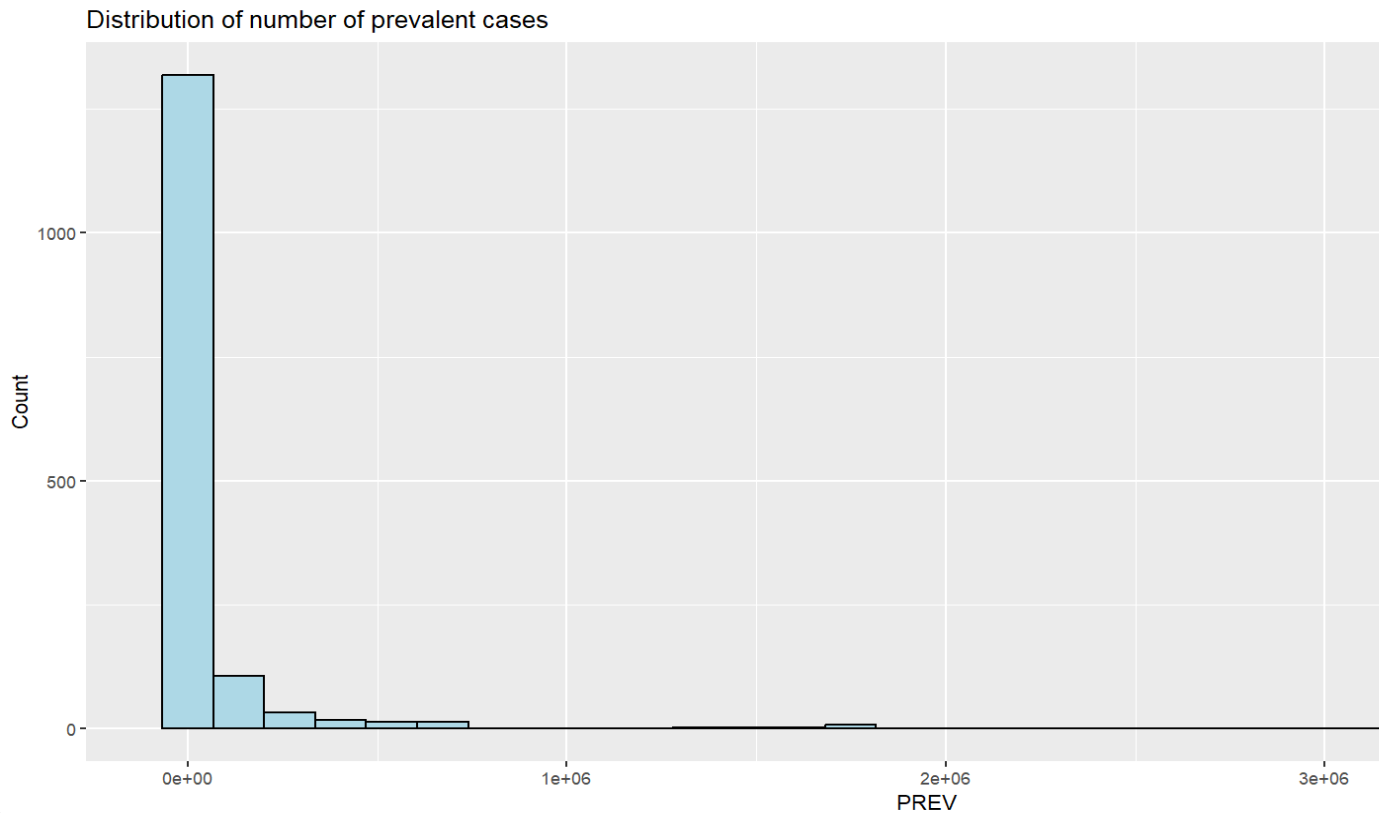 Distribution of number of prevalent cases
Count
1000
500
0
0e+00 1e+06 2e+06 3e+06
PREV